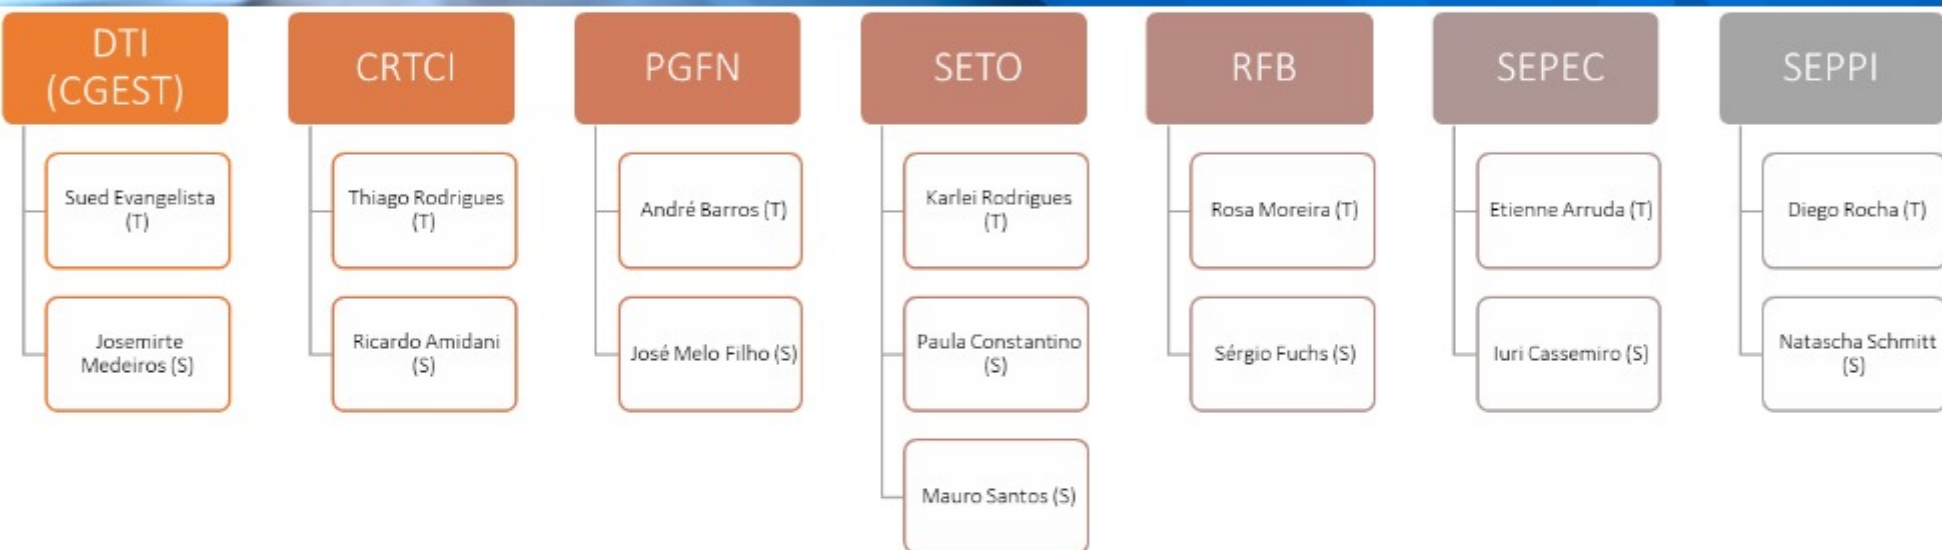 DTI
(CGEST)
Sued Evangelista
(T)
Josemirte
Medeiros (S)
CRTCI
Thiago Rodrigues
(T)
Ricardo Amidani
(S)
PGFN
André Barros (T)
José Melo Filho (S)
SETO
Karlei Rodrigues
(T)
Paula Constantino
(S)
Mauro Santos (S)
RFB
Rosa Moreira (T)
Sérgio Fuchs (S)
SEPEC
Etienne Arruda (T)
Iuri Cassemiro (S)
SEPPI
Diego Rocha (T)
Natascha Schmitt
(S)